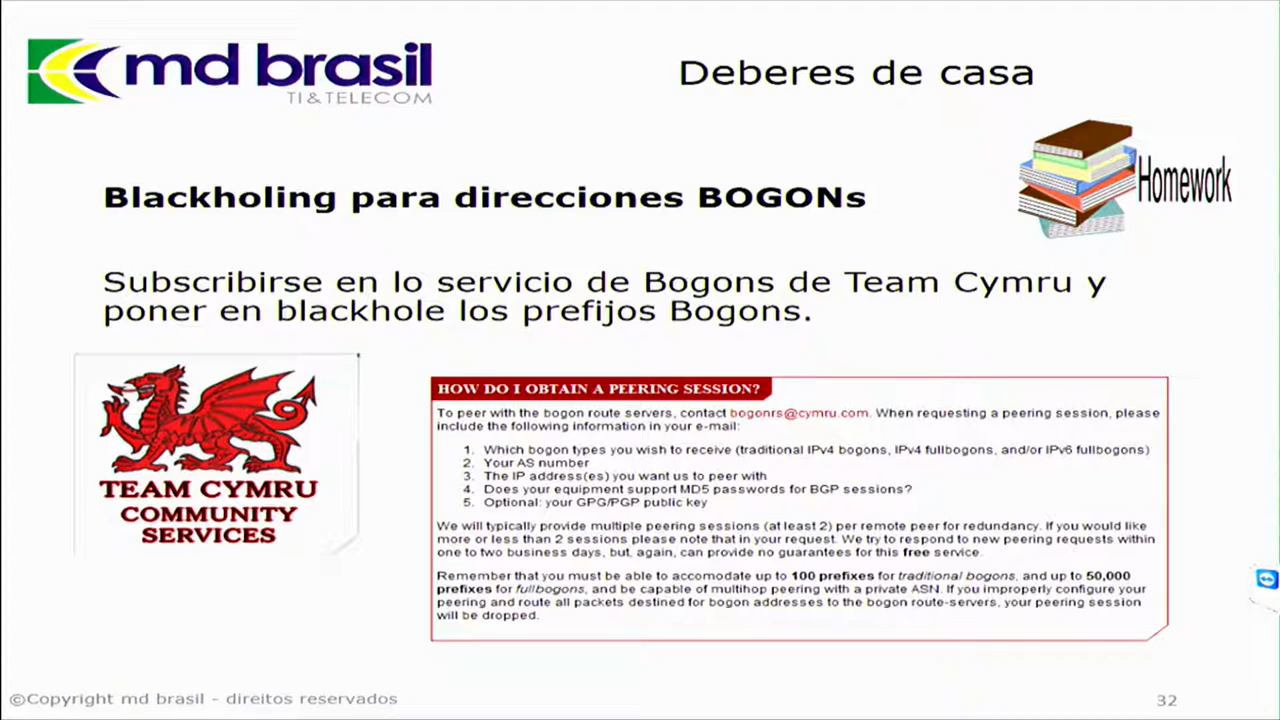 md brasil
TI & TELECOM
Deberes de casa
Homework
Blackholing para direcciones BOGONs
Subscribirse en lo servicio de Bogons de Team Cymru y
poner en blackhole los prefijos Bogons.
TEAM CYMRU
COMMUNITY
SERVICES
HOW DO I OBTAIN A PEERING SESSION?
To peer with the bogon route servers, contact bogonrs@cymru.com. When requesting a peering session, please
include the following information in your e-mail:
1. Which bogon types you wish to receive (traditional IPv4 bogons, IPv4 fullbogons, and/or IPv6 fullbogons)
2. Your AS number
3. The IP address(es) you want us to peer with
4. Does your equipment support MD5 passwords for BGP sessions?
5. Optional: your GPG/PGP public key
We will typically provide multiple peering sessions (at least 2) per remote peer for redundancy. If you would like
more or less than 2 sessions please note that in your request. We try to respond to new peering requests within
one to two business days, but, again, can provide no guarantees for this free service.
Remember that you must be able to accomodate up to 100 prefixes for traditional bogons, and up to 50,000
prefixes for fullbogons, and be capable of multihop peering with a private ASN. If you improperly configure your
peering and route all packets destined for bogon addresses to the bogon route-servers, your peering session
will be dropped.
©Copyright md brasil - direitos reservados
32